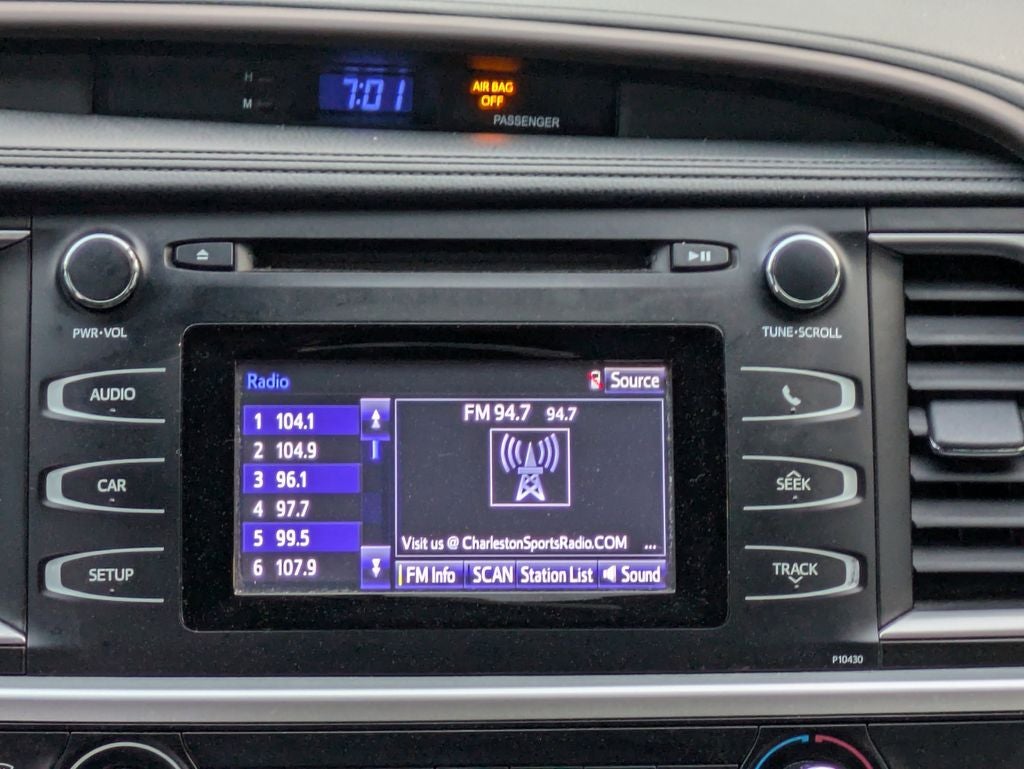 H
M
7:01
AIR BAG
OFF
PASSENGER
PWR•VOL
TUNE•SCROLL
AUDIO
CAR
SETUP
Radio
Source
1 104.1
2 104.9
3 96.1
4 97.7
5 99.5
6 107.9
FM 94.7 94.7
Visit us @ CharlestonSportsRadio.COM ...
FM Info SCAN Station List Sound
SEEK
TRACK
P10430